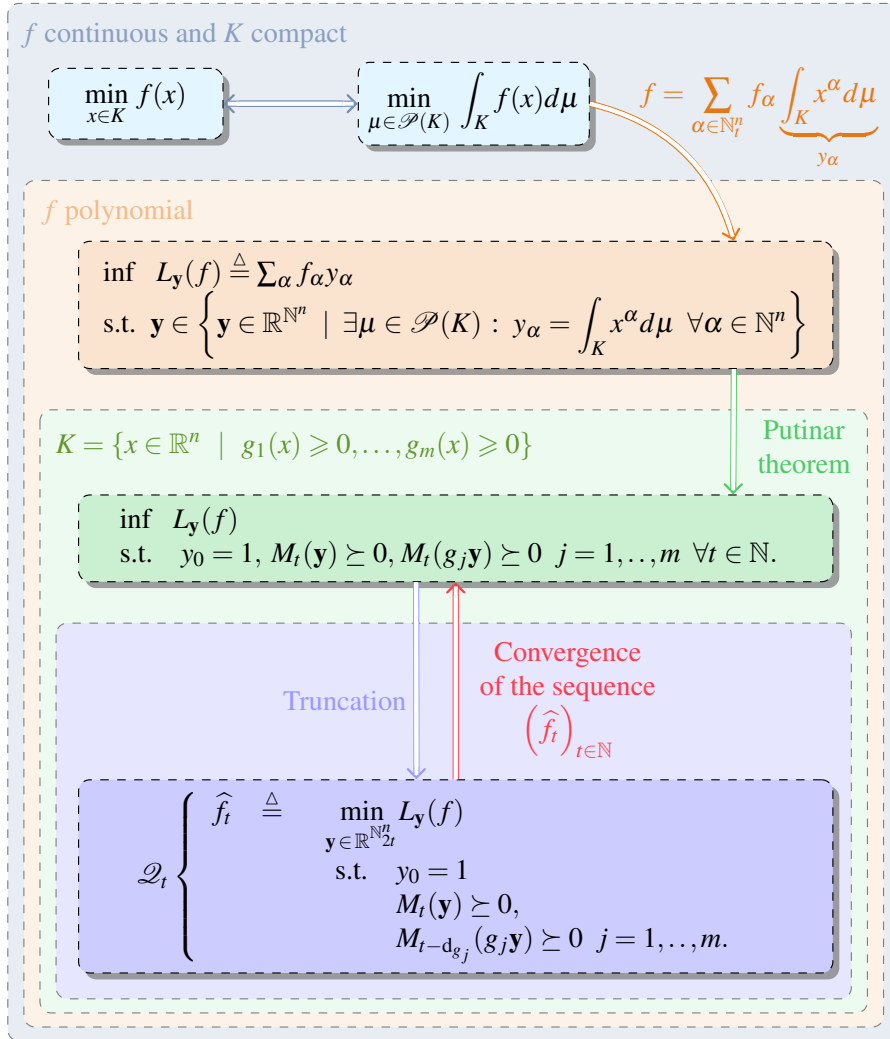 f continuous and K compact
min_{x∈K} f(x)
min_{μ∈𝒫(K)} ∫_K f(x)dμ
f = ∑_{α∈ℕ_t^n} f_α ∫_K x^α dμ
y_α
f polynomial
inf L_𝐲(f) ≜ ∑_α f_α y_α
s.t. 𝐲 ∈ { 𝐲 ∈ ℝ^{ℕ^n} | ∃μ ∈ 𝒫(K) : y_α = ∫_K x^α dμ ∀α ∈ ℕ^n }
K = {x ∈ ℝ^n | g_1(x) ⩾ 0,...,g_m(x) ⩾ 0}
Putinar
theorem
inf L_𝐲(f)
s.t. y_0 = 1, M_t(𝐲) ⪰ 0, M_t(g_j𝐲) ⪰ 0 j = 1,..,m ∀t ∈ ℕ.
Truncation
Convergence
of the sequence
(f̂_t)_{t∈ℕ}
𝒬_t { f̂_t ≜ min_{𝐲∈ℝ^{ℕ_{2t}^n}} L_𝐲(f)
s.t. y_0 = 1
M_t(𝐲) ⪰ 0,
M_{t−d_{g_j}}(g_j𝐲) ⪰ 0 j = 1,..,m.